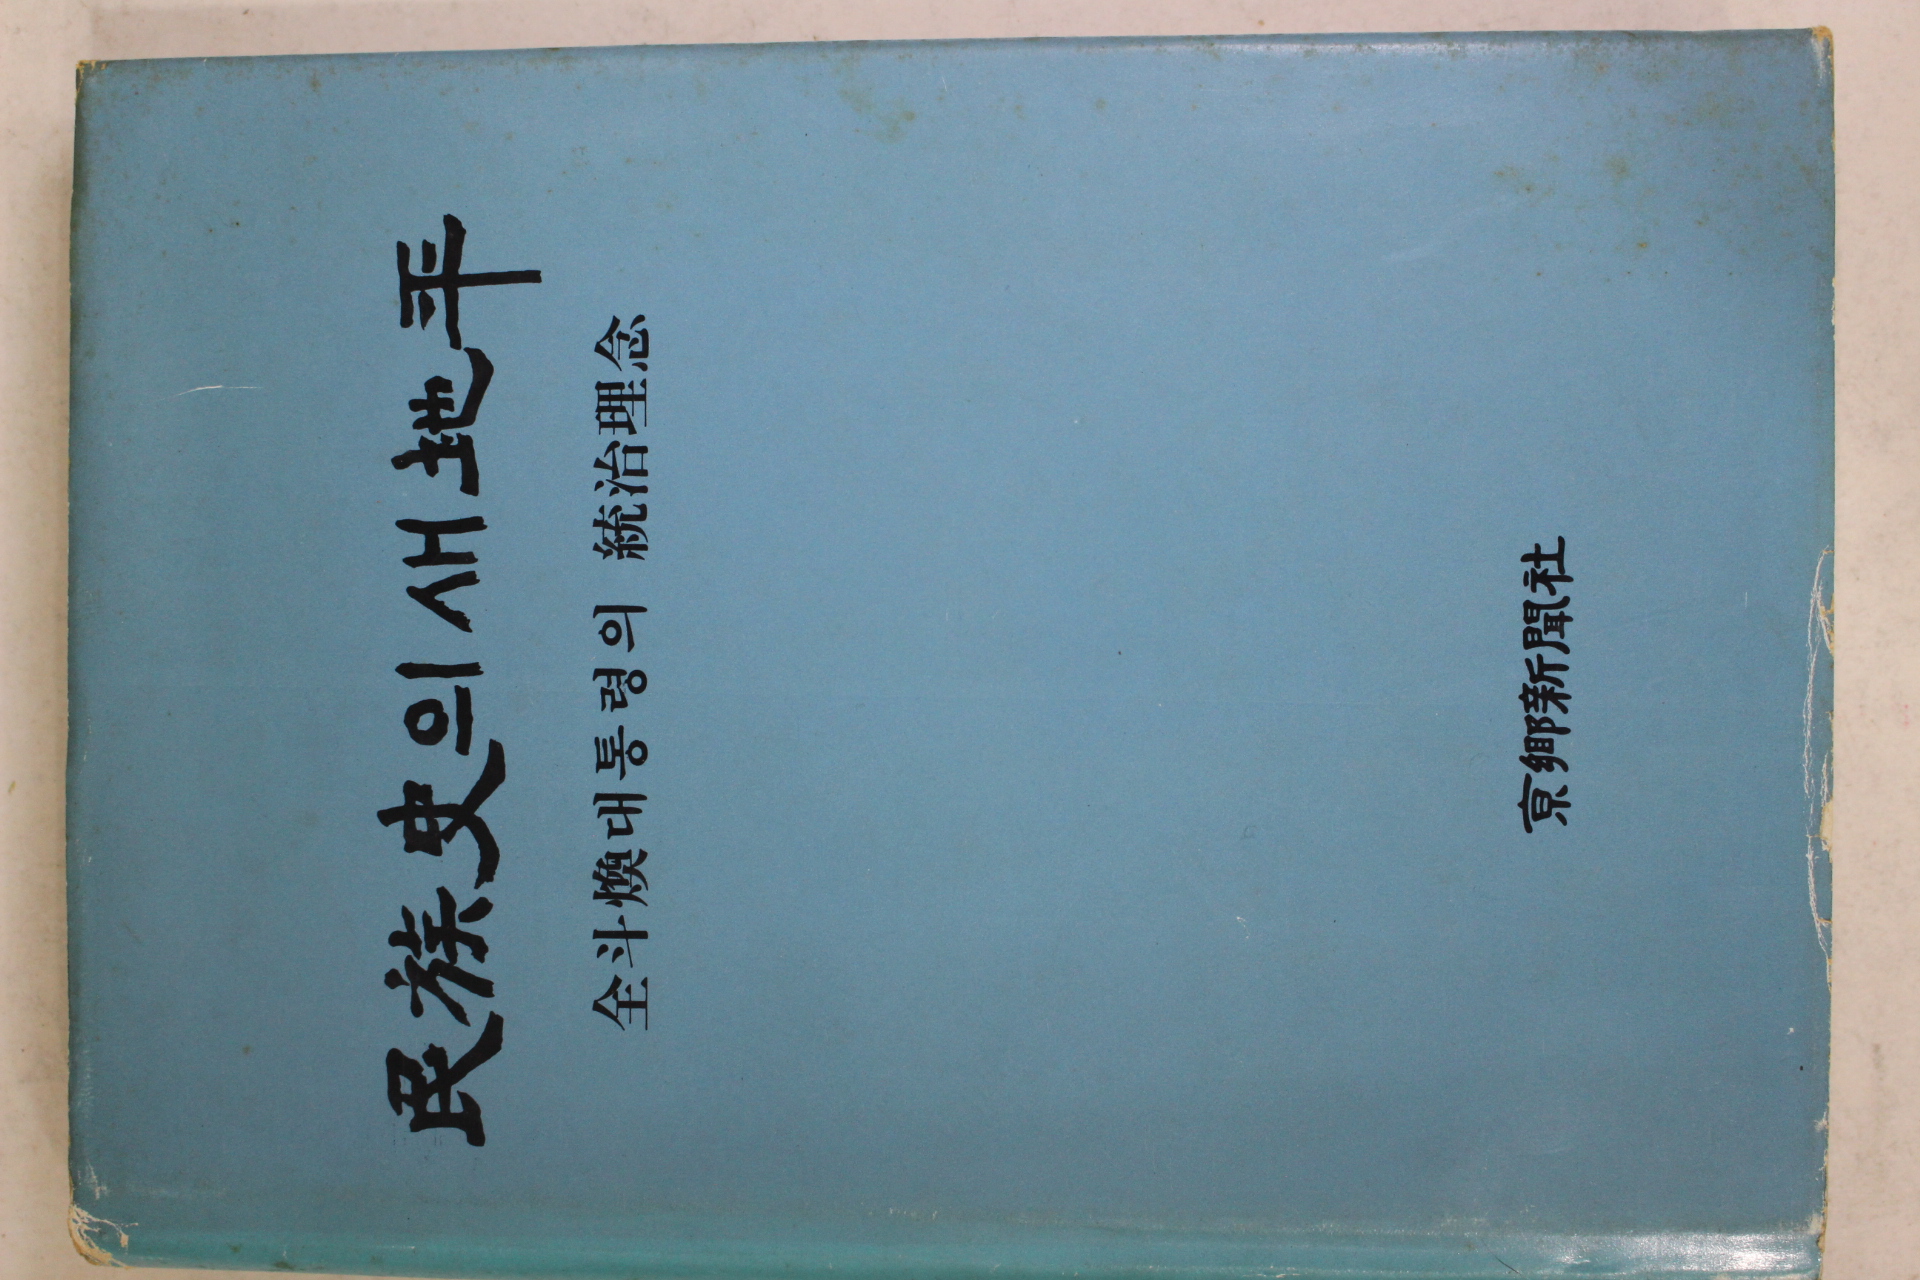 民族史의 새 地平
全斗煥대통령의 統治理念
京鄕新聞社